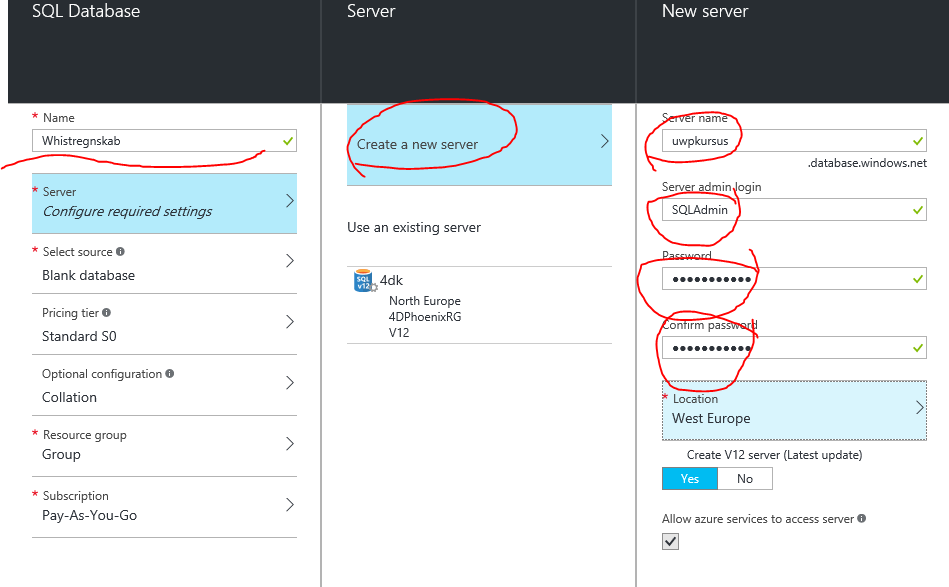 SQL Database
* Name
Whistregnskab
* Server
Configure required settings
* Select source
Blank database
Pricing tier
Standard S0
Optional configuration
Collation
* Resource group
Group
* Subscription
Pay-As-You-Go
Server
Create a new server
Use an existing server
SQL
v12
4dk
North Europe
4DPhoenixRG
V12
New server
Server name
uwpkursus
.database.windows.net
Server admin login
SQLAdmin
Password
•••••••••••
Confirm password
•••••••••••
* Location
West Europe
Create V12 server (Latest update)
Yes No
Allow azure services to access server